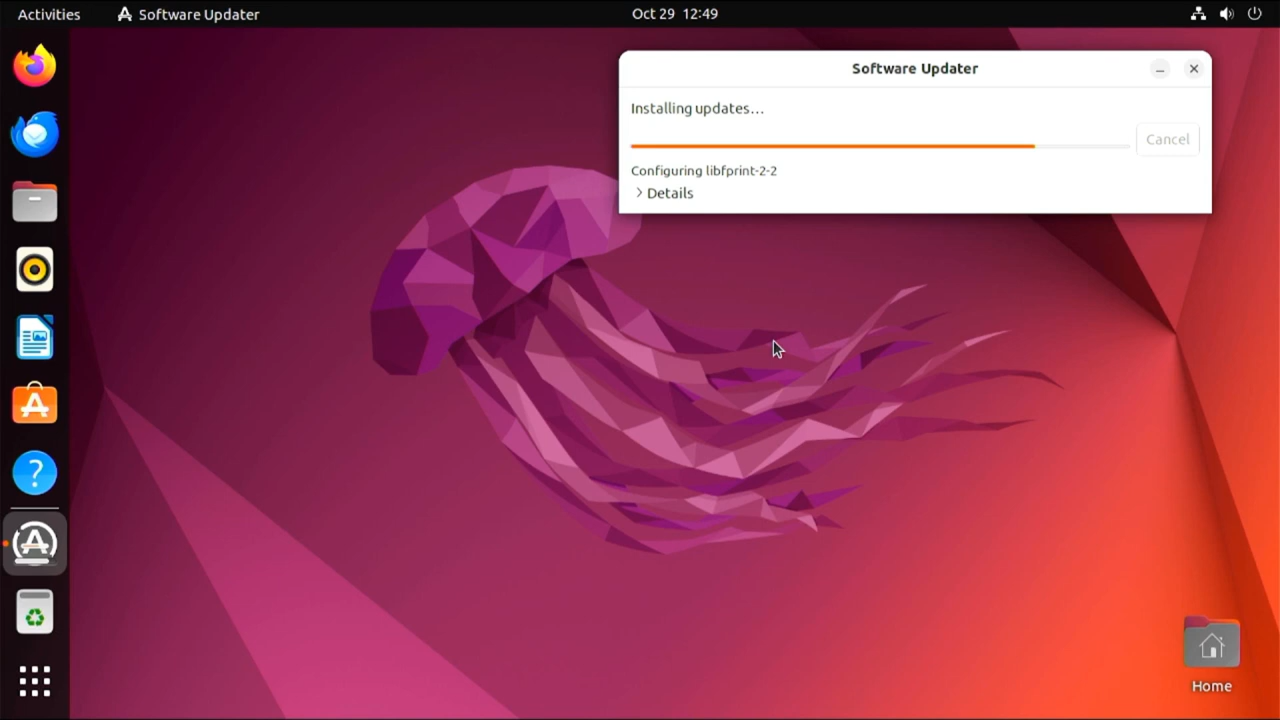 Activities
Software Updater
Oct 29 12:49
Software Updater
Installing updates…
Cancel
Configuring libfprint-2-2
Details
Home